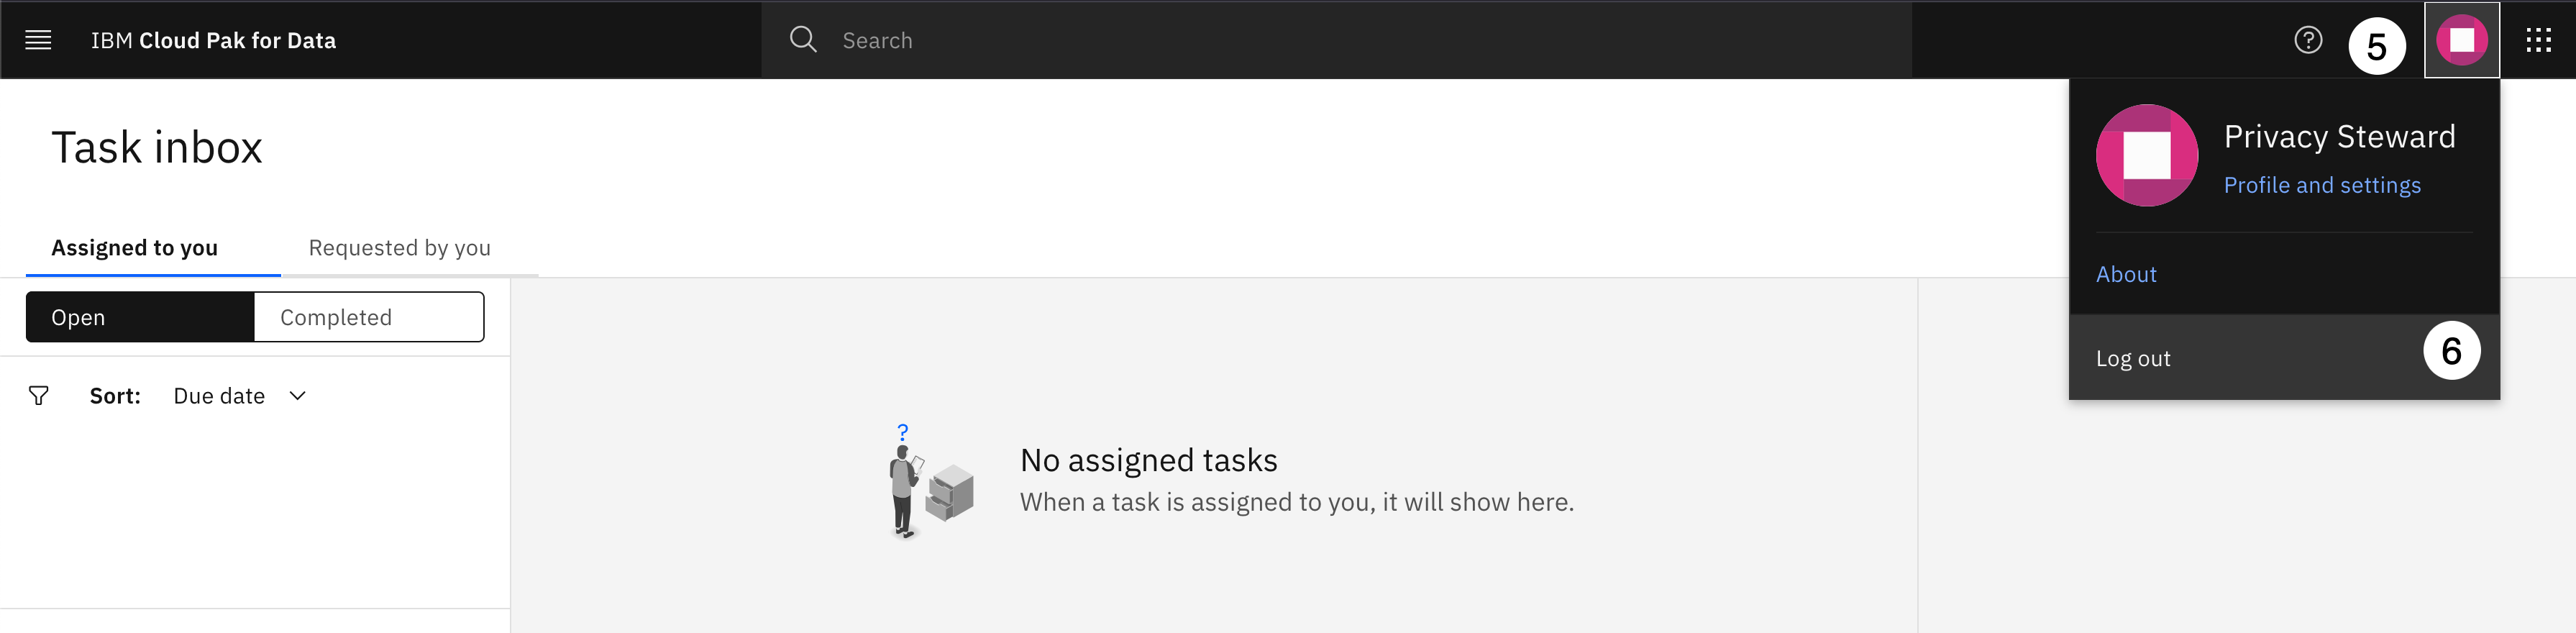 IBM Cloud Pak for Data
Search
5
Task inbox
Privacy Steward
Profile and settings
Assigned to you
Requested by you
About
Open
Completed
Log out
6
Sort: Due date
?
No assigned tasks
When a task is assigned to you, it will show here.